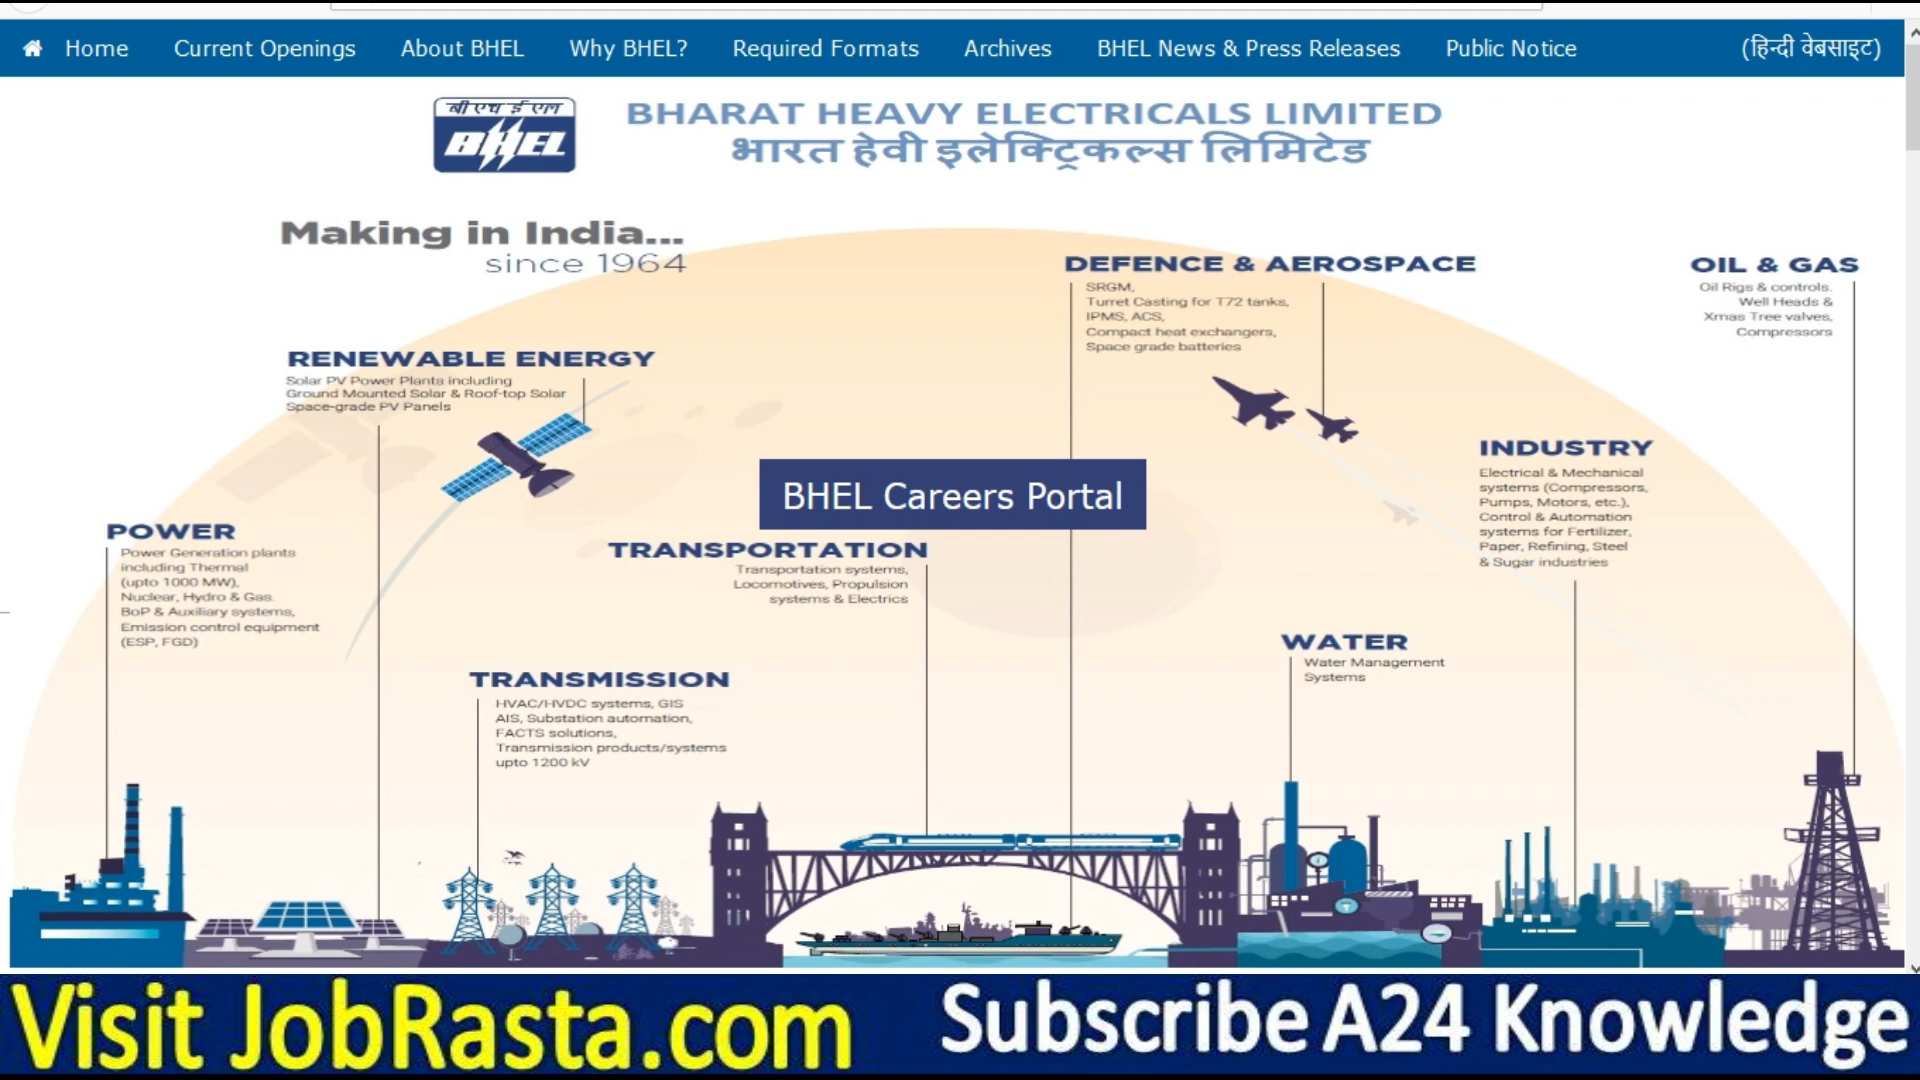 Home Current Openings About BHEL Why BHEL? Required Formats Archives BHEL News & Press Releases Public Notice (हिन्दी वेबसाइट)
बी एच ई एल
BHEL
BHARAT HEAVY ELECTRICALS LIMITED
भारत हेवी इलेक्ट्रिकल्स लिमिटेड
Making in India...
since 1964
DEFENCE & AEROSPACE
SRGM,
Turret Casting for T72 tanks,
IPMS, ACS,
Compact heat exchangers,
Space grade batteries
OIL & GAS
Oil Rigs & controls.
Well Heads &
Xmas Tree valves,
Compressors
RENEWABLE ENERGY
Solar PV Power Plants including
Ground Mounted Solar & Roof-top Solar
Space-grade PV Panels
INDUSTRY
Electrical & Mechanical
systems (Compressors,
Pumps, Motors, etc.),
Control & Automation
systems for Fertilizer,
Paper, Refining, Steel
& Sugar industries
BHEL Careers Portal
POWER
Power Generation plants
including Thermal
(upto 1000 MW),
Nuclear, Hydro & Gas.
BoP & Auxiliary systems,
Emission control equipment
(ESP, FGD)
TRANSPORTATION
Transportation systems,
Locomotives, Propulsion
systems & Electrics
WATER
Water Management
Systems
TRANSMISSION
HVAC/HVDC systems, GIS
AIS, Substation automation,
FACTS solutions,
Transmission products/systems
upto 1200 kV
Visit JobRasta.com Subscribe A24 Knowledge